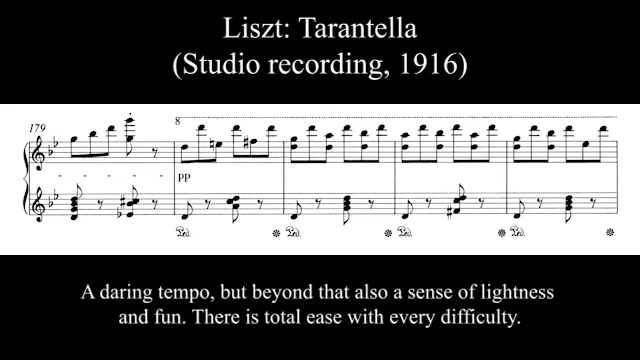 Liszt: Tarantella
(Studio recording, 1916)
179
8
PP
A daring tempo, but beyond that also a sense of lightness
and fun. There is total ease with every difficulty.